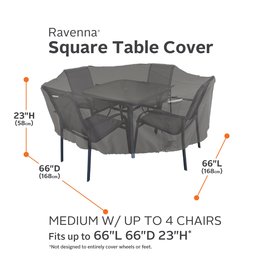 Ravenna®
Square Table Cover
23"H
(58cm)
66"D
(168cm)
66"L
(168cm)
MEDIUM W/ UP TO 4 CHAIRS
Fits up to 66"L 66"D 23"H*
*Not designed to entirely cover wheels or feet.